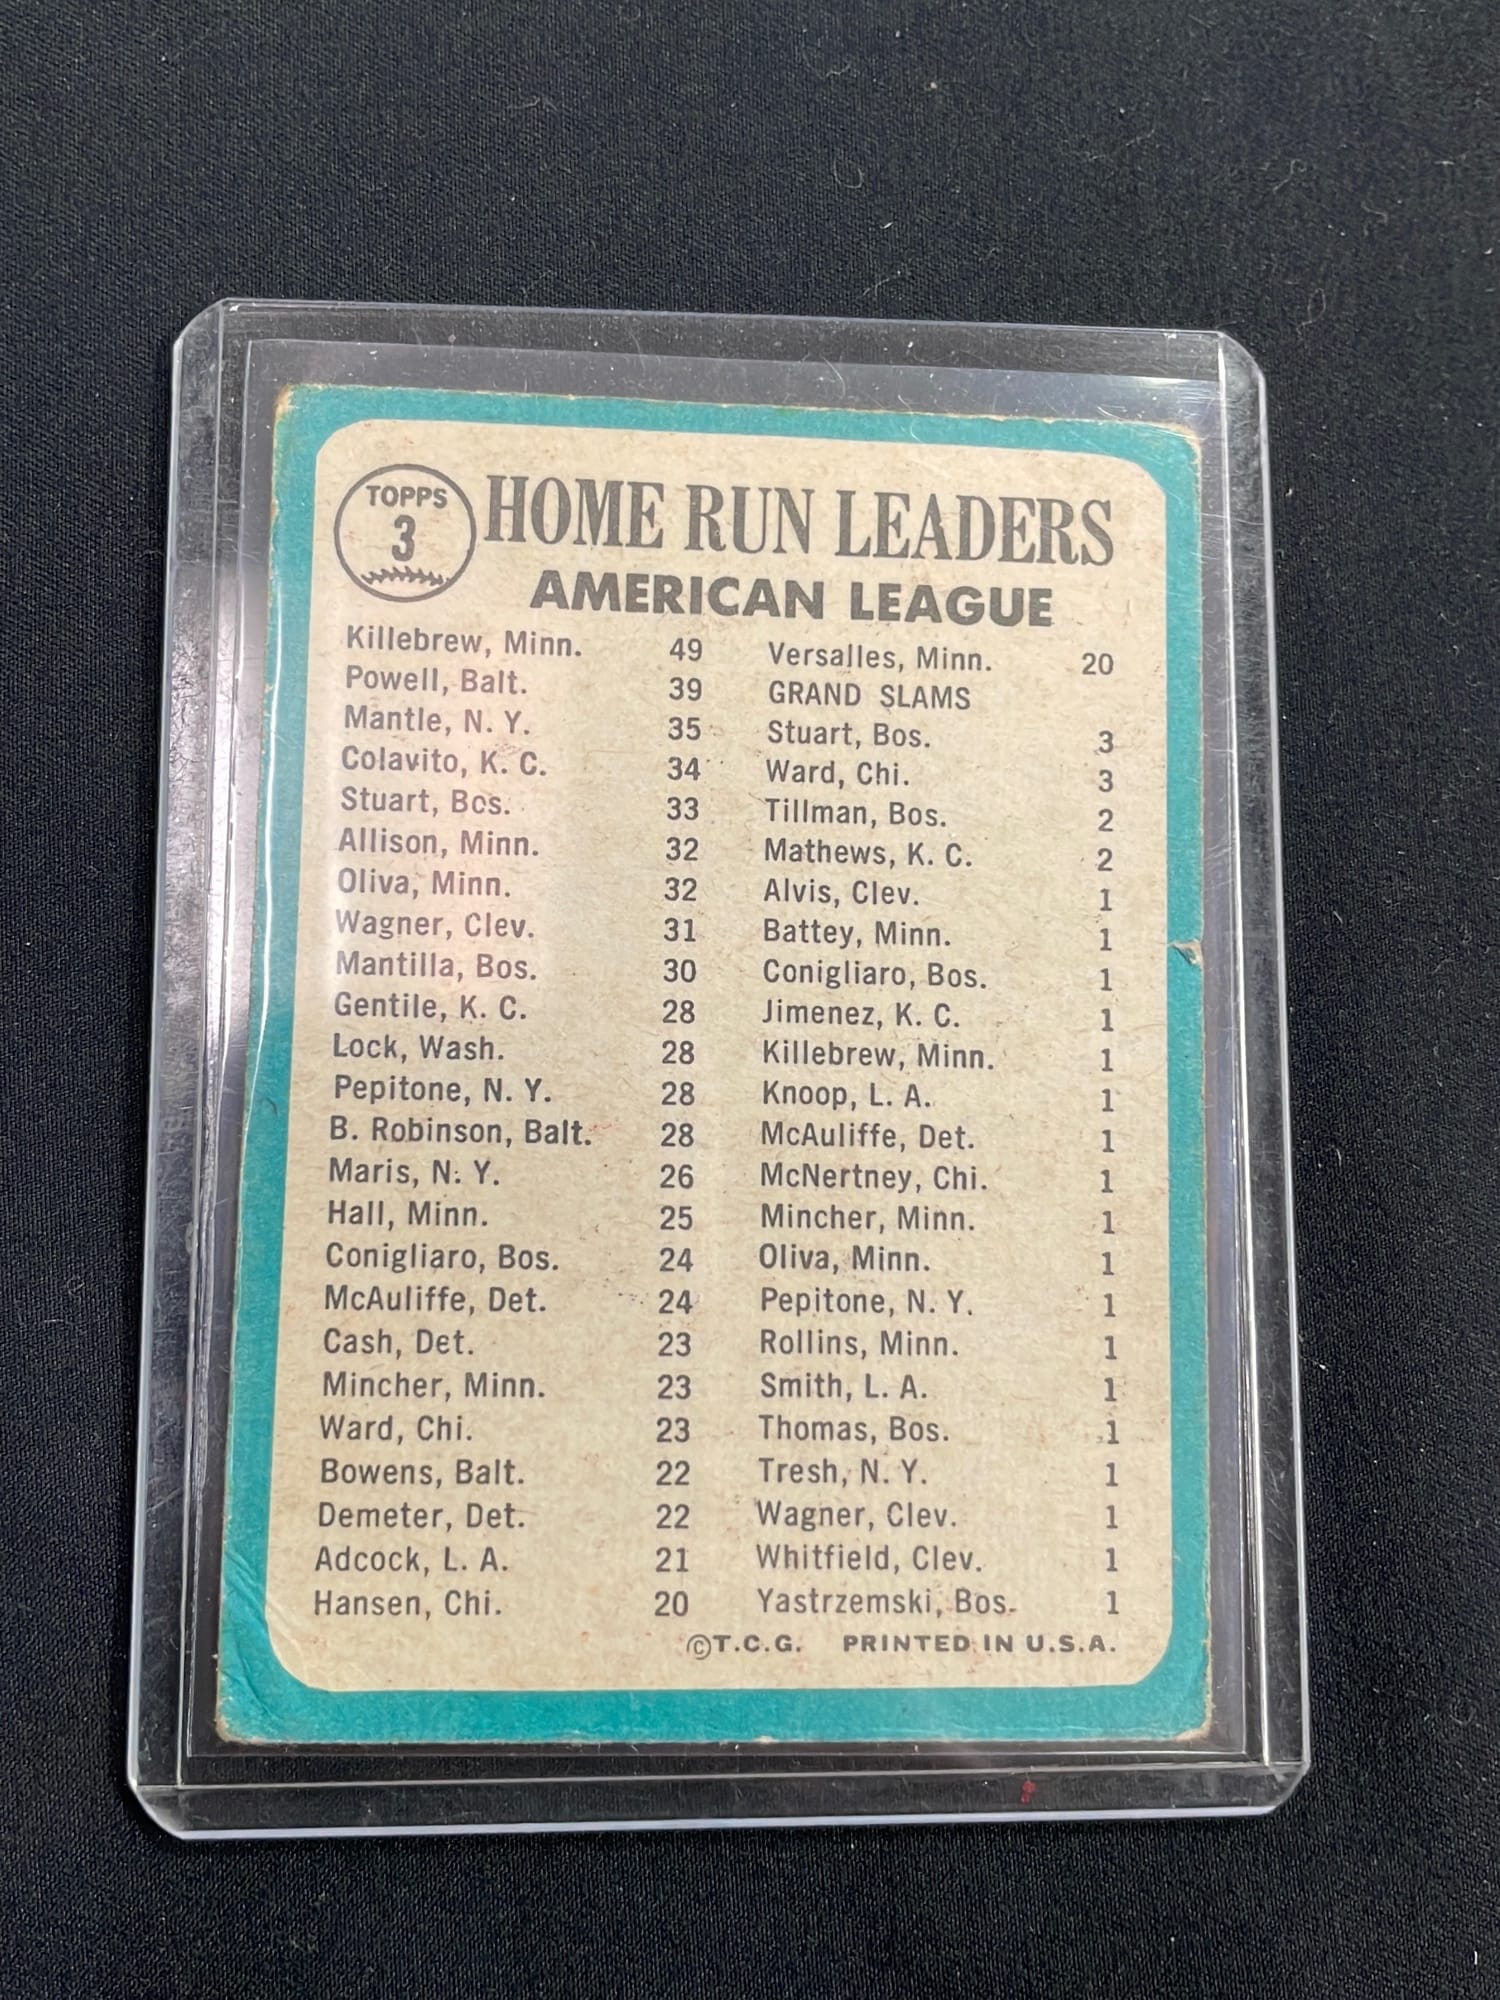 TOPPS
3
HOME RUN LEADERS
AMERICAN LEAGUE
Killebrew, Minn. 49
Powell, Balt. 39
Mantle, N. Y. 35
Colavito, K. C. 34
Stuart, Bos. 33
Allison, Minn. 32
Oliva, Minn. 32
Wagner, Clev. 31
Mantilla, Bos. 30
Gentile, K. C. 28
Lock, Wash. 28
Pepitone, N. Y. 28
B. Robinson, Balt. 28
Maris, N. Y. 26
Hall, Minn. 25
Conigliaro, Bos. 24
McAuliffe, Det. 24
Cash, Det. 23
Mincher, Minn. 23
Ward, Chi. 23
Bowens, Balt. 22
Demeter, Det. 22
Adcock, L. A. 21
Hansen, Chi. 20
Versalles, Minn. 20
GRAND SLAMS
Stuart, Bos. 3
Ward, Chi. 3
Tillman, Bos. 2
Mathews, K. C. 2
Alvis, Clev. 1
Battey, Minn. 1
Conigliaro, Bos. 1
Jimenez, K. C. 1
Killebrew, Minn. 1
Knoop, L. A. 1
McAuliffe, Det. 1
McNertney, Chi. 1
Mincher, Minn. 1
Oliva, Minn. 1
Pepitone, N. Y. 1
Rollins, Minn. 1
Smith, L. A. 1
Thomas, Bos. 1
Tresh, N. Y. 1
Wagner, Clev. 1
Whitfield, Clev. 1
Yastrzemski, Bos. 1
©T.C.G. PRINTED IN U.S.A.